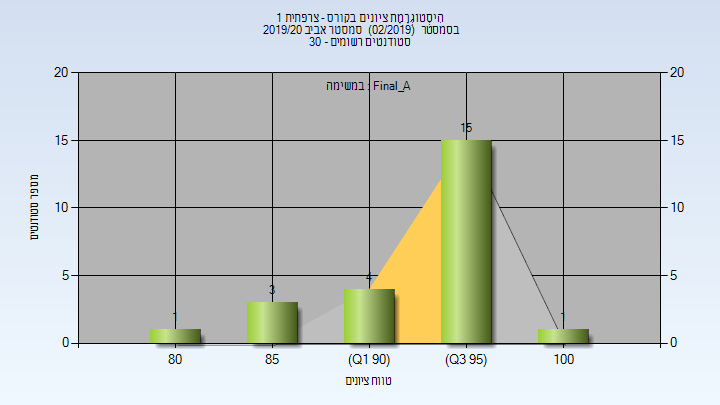 היסטוגרמת ציונים בקורס - צרפתית 1
בסמסטר (02/2019) סמסטר אביב 2019/20
סטודנטים רשומים - 30
במשימה : Final_A
20
15
10
5
0
20
15
10
5
0
1
3
4
15
1
80
85
(Q1 90)
(Q3 95)
100
מספר סטודנטים
טווח ציונים